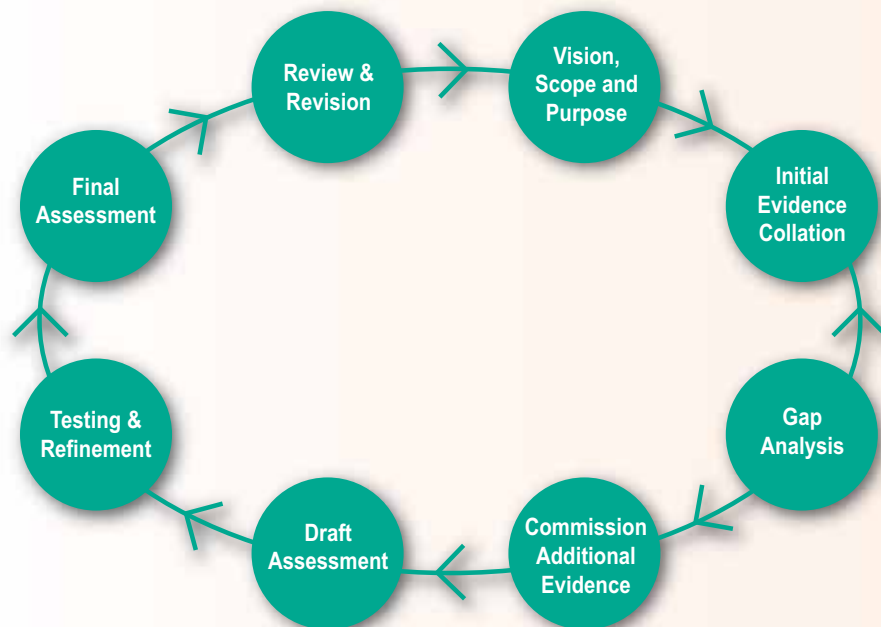 Review &
Revision
Vision,
Scope and
Purpose
Initial
Evidence
Collation
Gap
Analysis
Commission
Additional
Evidence
Draft
Assessment
Testing &
Refinement
Final
Assessment